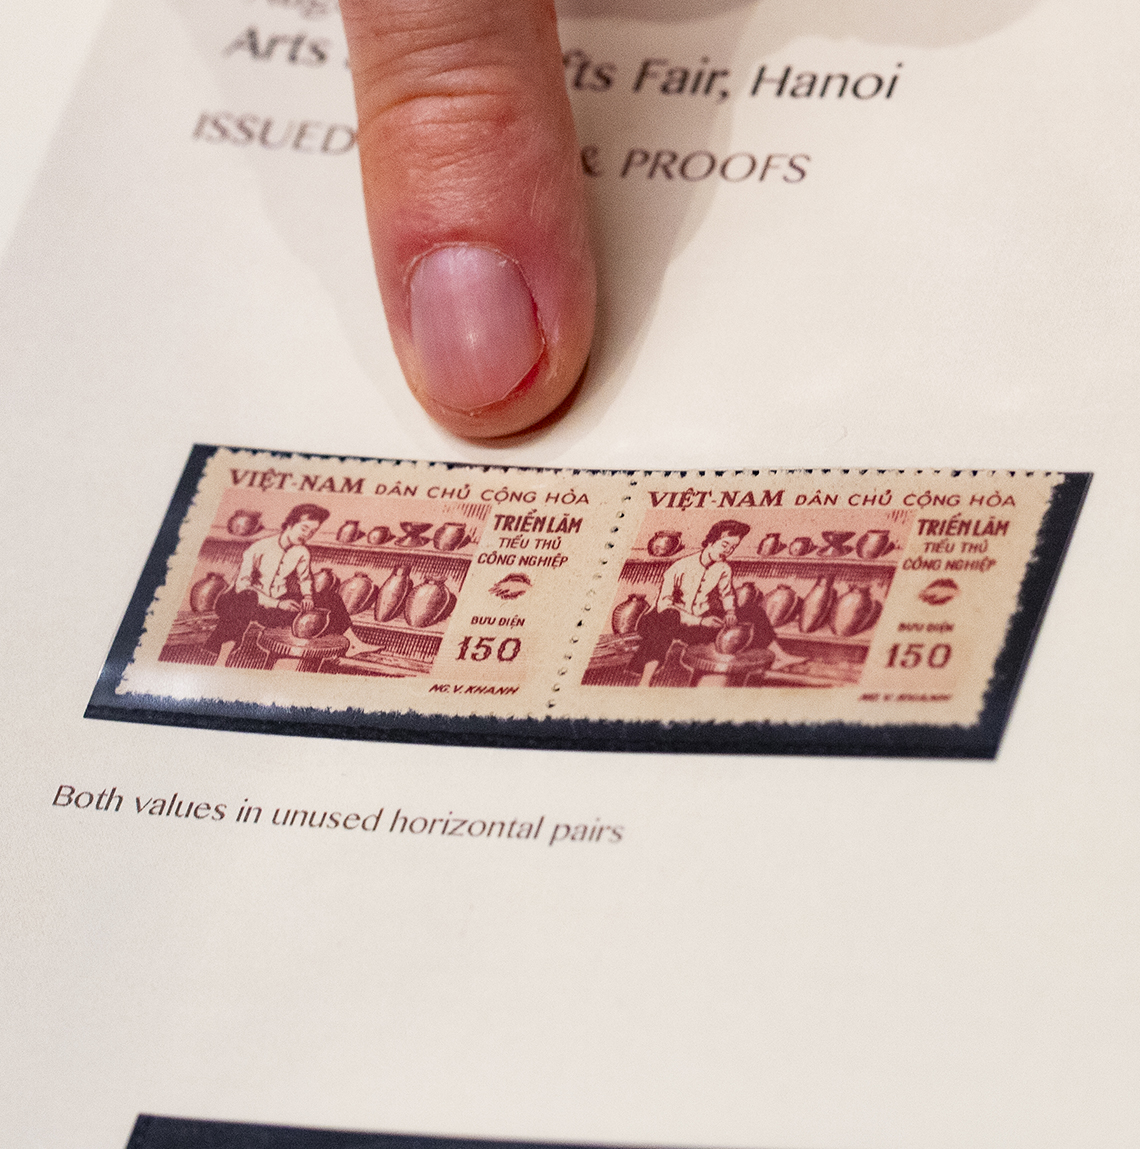 Arts fts Fair, Hanoi
ISSUED & PROOFS
VIỆT-NAM DÂN CHỦ CỘNG HÒA
TRIỂN LÃM
TIỂU THỦ
CÔNG NGHIỆP
BƯU ĐIỆN
150
NG.V.KHANH
VIỆT-NAM DÂN CHỦ CỘNG HÒA
TRIỂN LÃM
TIỂU THỦ
CÔNG NGHIỆP
BƯU ĐIỆN
150
NG.V.KHANH
Both values in unused horizontal pairs